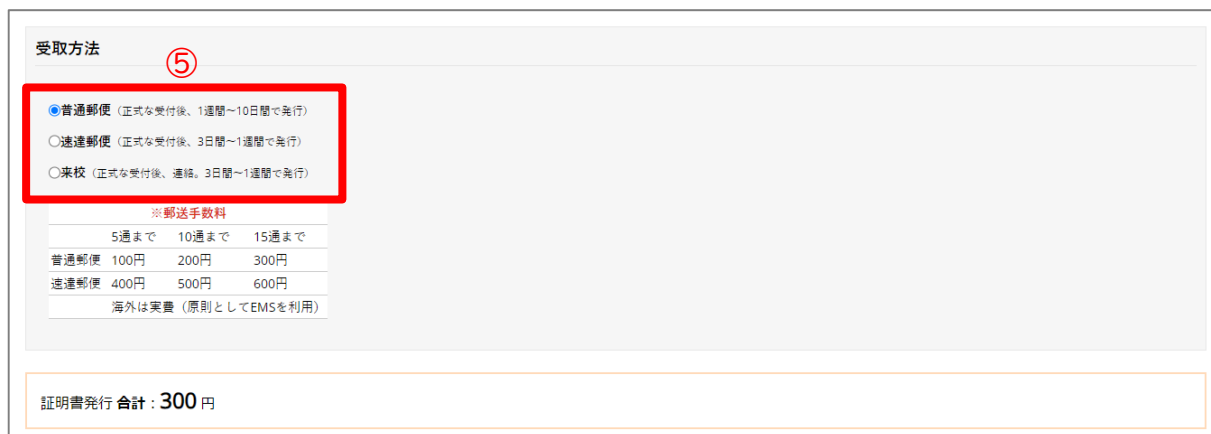 受取方法
⑤
普通郵便（正式な受付後、1週間～10日間で発行）
速達郵便（正式な受付後、3日間～1週間で発行）
来校（正式な受付後、連絡。3日間～1週間で発行）
※郵送手数料
5通まで 10通まで 15通まで
普通郵便 100円 200円 300円
速達郵便 400円 500円 600円
海外は実費（原則としてEMSを利用）
証明書発行 合計：300 円